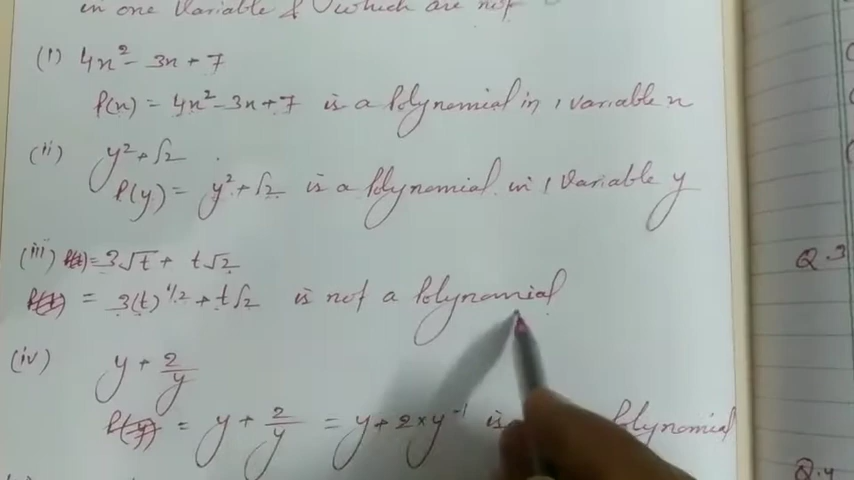 in one Variable & which are not
(i) 4x² - 3x + 7
P(x) = 4x² - 3x + 7 is a Polynomial in 1 variable x
(ii) y² + √2
P(y) = y² + √2 is a Polynomial in 1 Variable y
(iii) = 3√t + t√2
= 3(t)^1/2 + t√2 is not a Polynomial
(iv) y + 2/y
= y + 2/y = y + 2×y⁻¹ is Polynomial
Q.3
Q.4